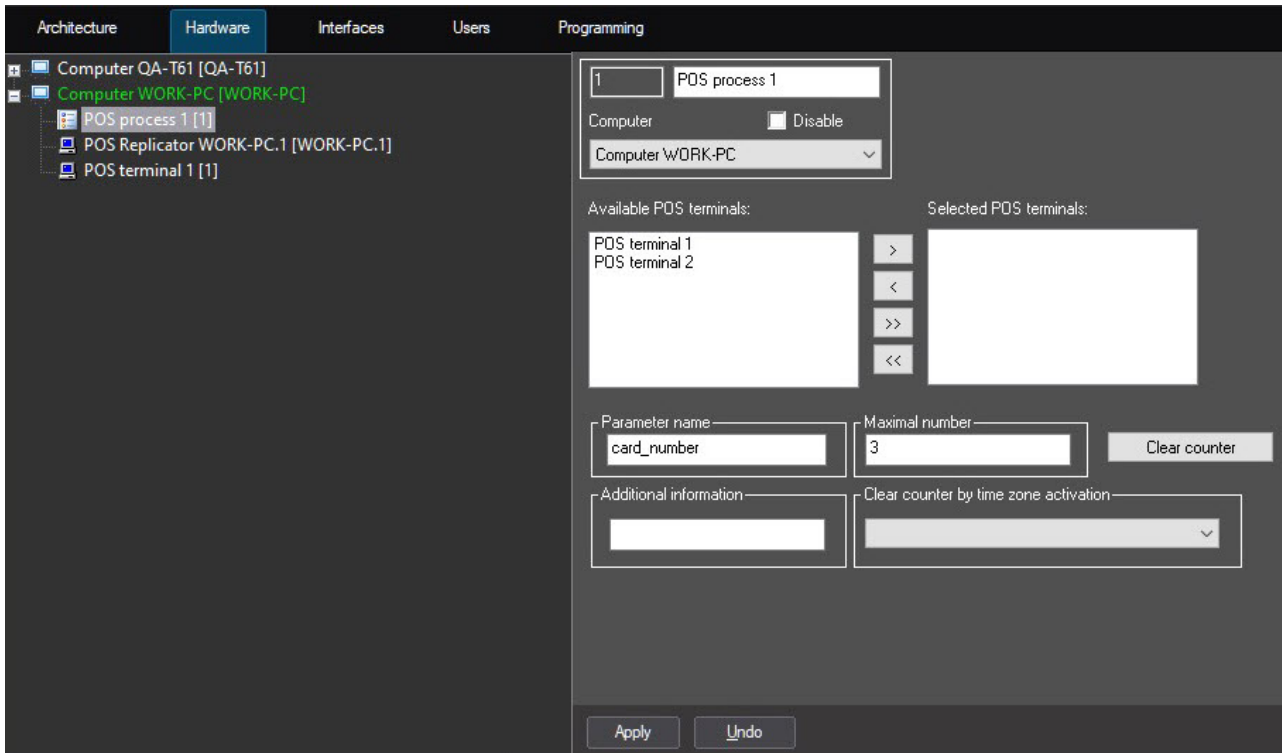 Architecture Hardware Interfaces Users Programming
Computer QA-T61 [QA-T61]
Computer WORK-PC [WORK-PC]
POS process 1 [1]
POS Replicator WORK-PC.1 [WORK-PC.1]
POS terminal 1 [1]
1 POS process 1
Computer Disable
Computer WORK-PC
Available POS terminals: Selected POS terminals:
POS terminal 1
POS terminal 2
>
<
>>
<<
Parameter name Maximal number
card_number 3 Clear counter
Additional information Clear counter by time zone activation
Apply Undo